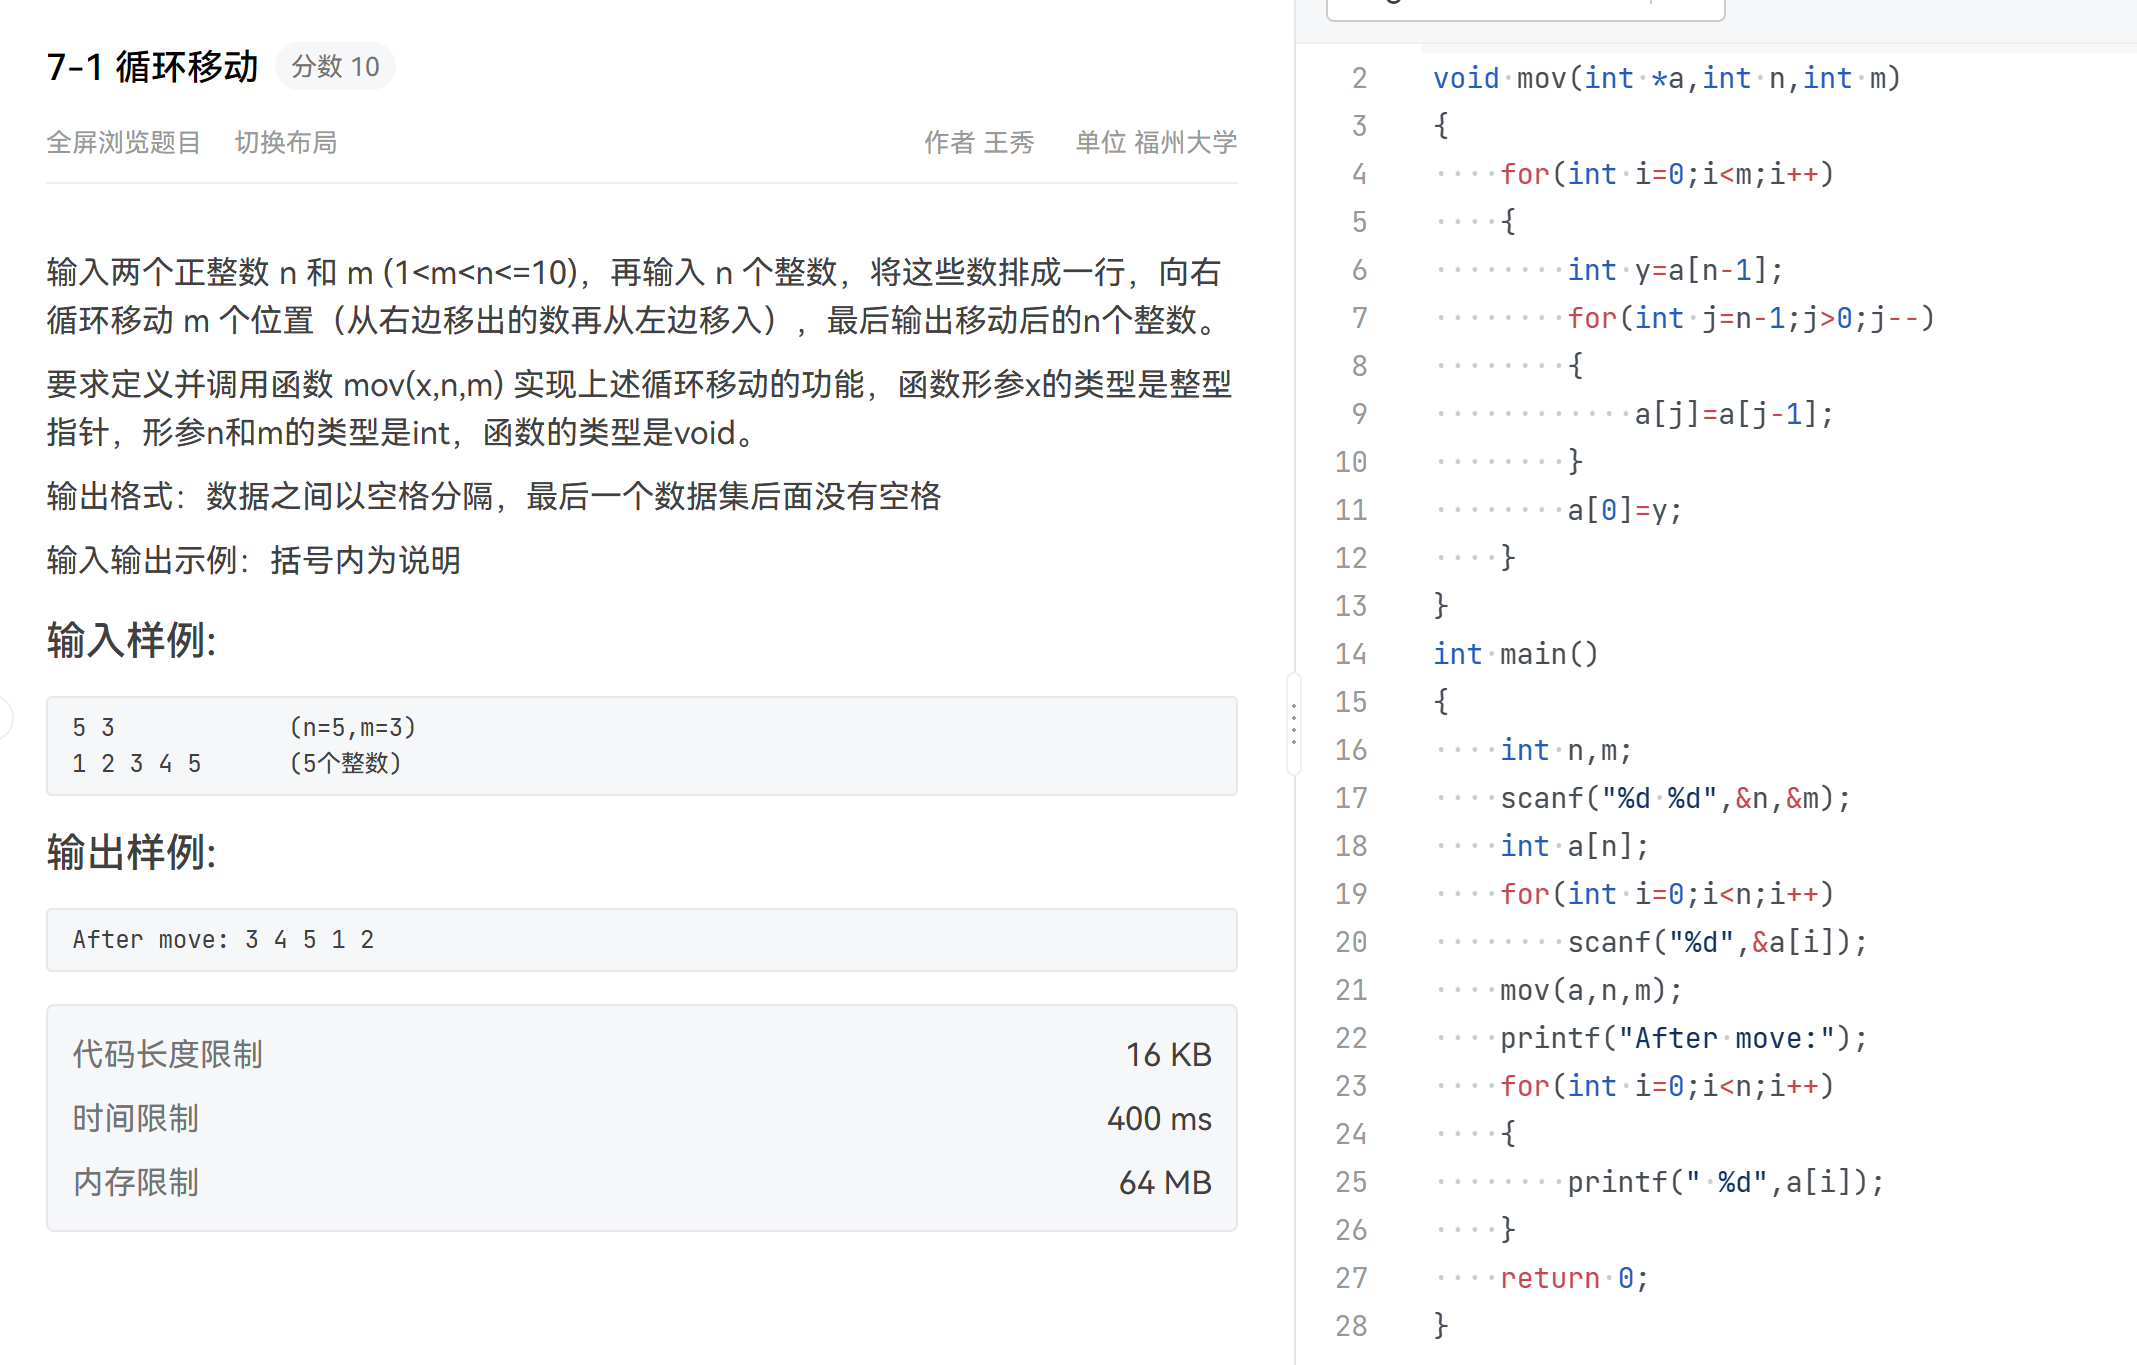 7-1 循环移动 分数 10
全屏浏览题目 切换布局 作者 王秀 单位 福州大学
输入两个正整数 n 和 m (1<m<n<=10)，再输入 n 个整数，将这些数排成一行，向右
循环移动 m 个位置（从右边移出的数再从左边移入），最后输出移动后的n个整数。
要求定义并调用函数 mov(x,n,m) 实现上述循环移动的功能，函数形参x的类型是整型
指针，形参n和m的类型是int，函数的类型是void。
输出格式：数据之间以空格分隔，最后一个数据集后面没有空格
输入输出示例：括号内为说明
输入样例:
5 3            (n=5,m=3)
1 2 3 4 5      (5个整数)
输出样例:
After move: 3 4 5 1 2
代码长度限制 16 KB
时间限制 400 ms
内存限制 64 MB
2 void mov(int *a,int n,int m)
3 {
4     for(int i=0;i<m;i++)
5     {
6         int y=a[n-1];
7         for(int j=n-1;j>0;j--)
8         {
9             a[j]=a[j-1];
10         }
11         a[0]=y;
12     }
13 }
14 int main()
15 {
16     int n,m;
17     scanf("%d %d",&n,&m);
18     int a[n];
19     for(int i=0;i<n;i++)
20         scanf("%d",&a[i]);
21     mov(a,n,m);
22     printf("After move:");
23     for(int i=0;i<n;i++)
24     {
25         printf(" %d",a[i]);
26     }
27     return 0;
28 }